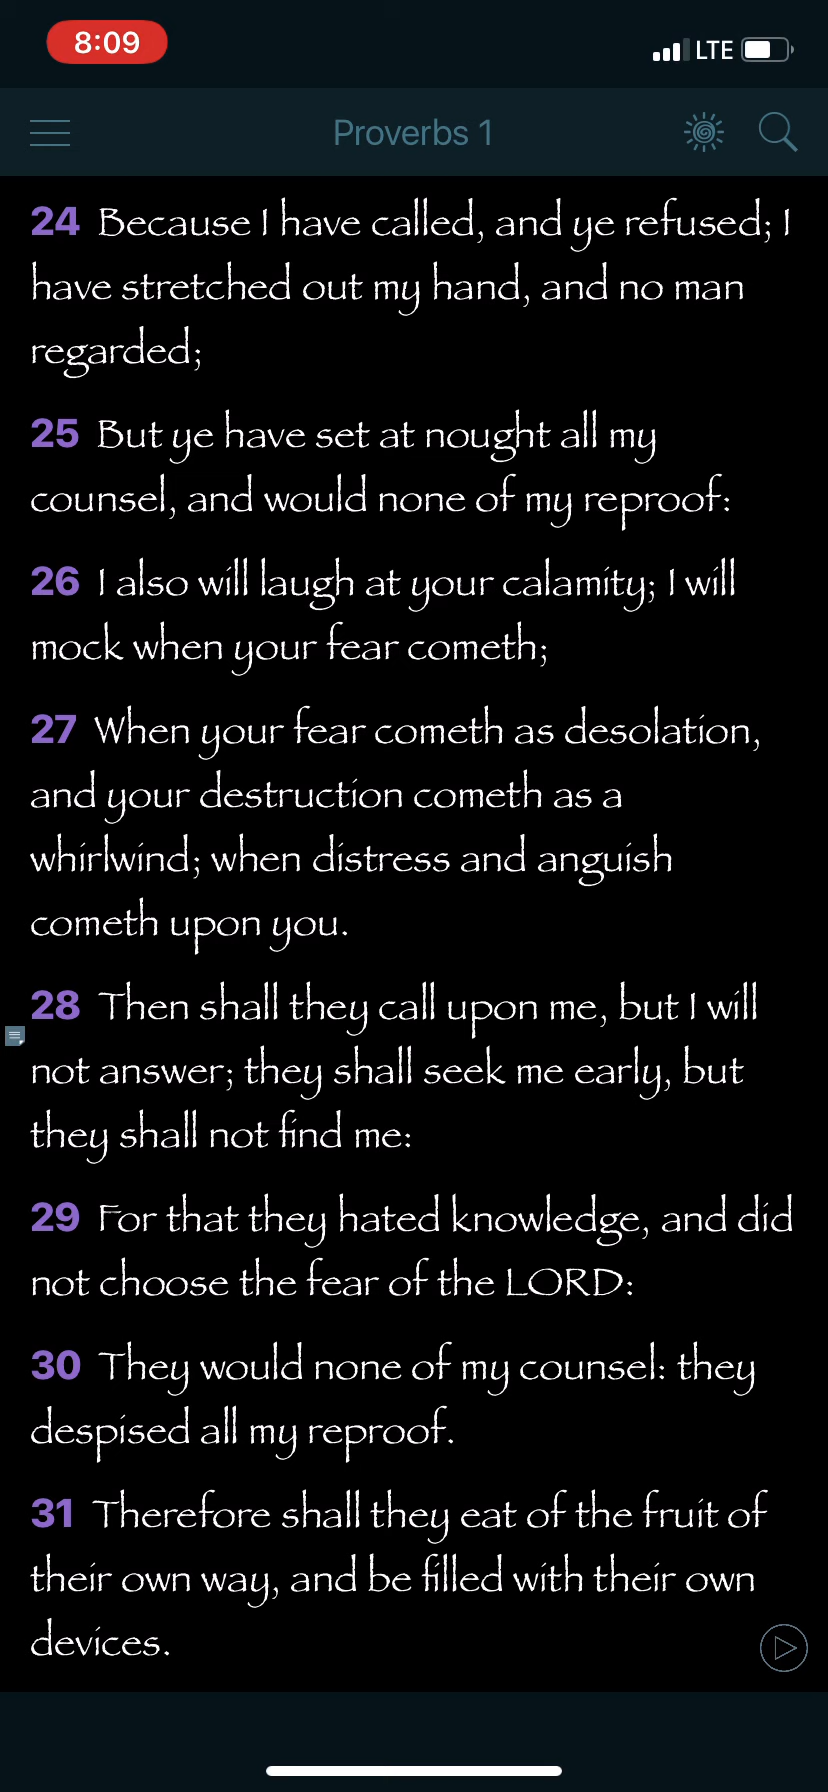 8:09
LTE
Proverbs 1
24 Because I have called, and ye refused; I
have stretched out my hand, and no man
regarded;
25 But ye have set at nought all my
counsel, and would none of my reproof:
26 I also will laugh at your calamity; I will
mock when your fear cometh;
27 When your fear cometh as desolation,
and your destruction cometh as a
whirlwind; when distress and anguish
cometh upon you.
28 Then shall they call upon me, but I will
not answer; they shall seek me early, but
they shall not find me:
29 For that they hated knowledge, and did
not choose the fear of the LORD:
30 They would none of my counsel: they
despised all my reproof.
31 Therefore shall they eat of the fruit of
their own way, and be filled with their own
devices.